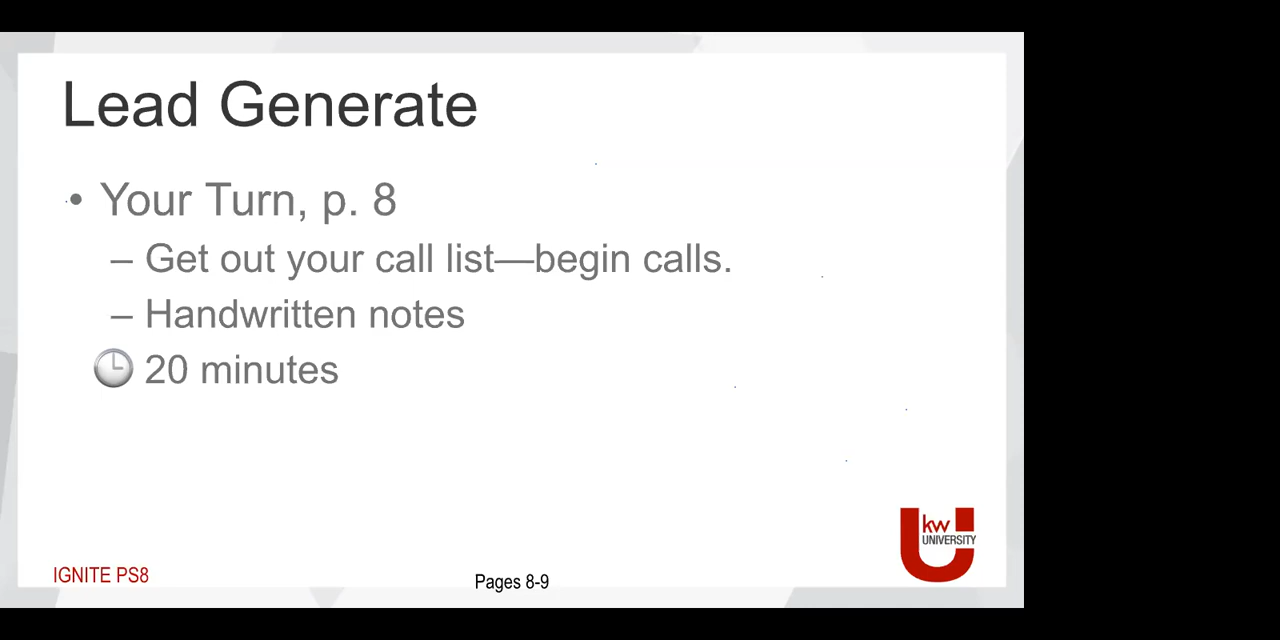 Lead Generate
• Your Turn, p. 8
– Get out your call list—begin calls.
– Handwritten notes
20 minutes
kw
UNIVERSITY
IGNITE PS8
Pages 8-9